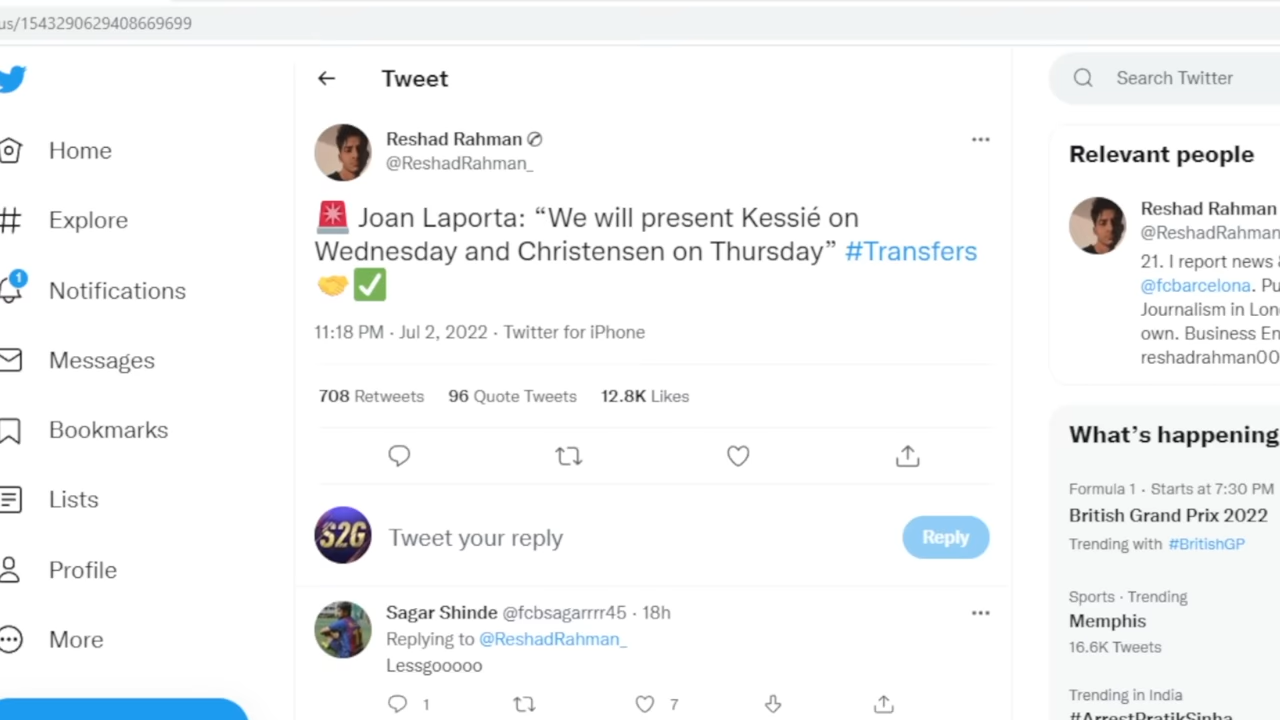 us/1543290629408669699
Tweet
Search Twitter
Home
Explore
1
Notifications
Messages
Bookmarks
Lists
Profile
More
Reshad Rahman
@ReshadRahman_
🚨 Joan Laporta: “We will present Kessié on
Wednesday and Christensen on Thursday” #Transfers
🤝✅
11:18 PM · Jul 2, 2022 · Twitter for iPhone
708 Retweets 96 Quote Tweets 12.8K Likes
S2G
Tweet your reply
Reply
Sagar Shinde @fcbsagarrrr45 · 18h
Replying to @ReshadRahman_
Lessgooooo
1
7
Relevant people
Reshad Rahman
@ReshadRahman
21. I report news &
@fcbarcelona. Pu
Journalism in Lon
own. Business En
reshadrahman00
What’s happening
Formula 1 · Starts at 7:30 PM
British Grand Prix 2022
Trending with #BritishGP
Sports · Trending
Memphis
16.6K Tweets
Trending in India
#ArrestPratikSinha